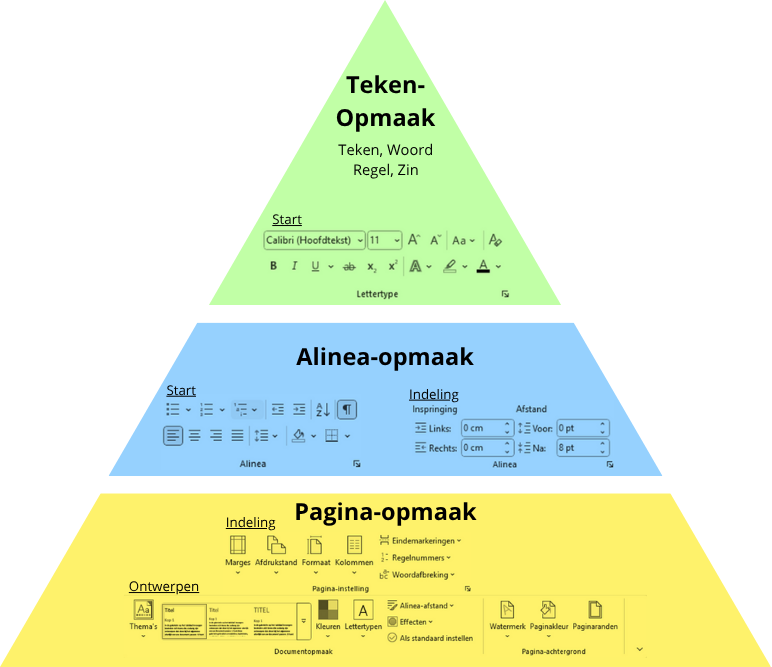 Teken-
Opmaak
Teken, Woord
Regel, Zin
Start
Calibri (Hoofdtekst) 11 A A Aa A
B I U ab x₂ x² A A
Lettertype
Alinea-opmaak
Start
A
Z ¶
Alinea
Indeling
Inspringing Afstand
Links: 0 cm Voor: 0 pt
Rechts: 0 cm Na: 8 pt
Alinea
Pagina-opmaak
Indeling
Marges Afdrukstand Formaat Kolommen
Eindemarkeringen
Regelnummers
Woordafbreking
Pagina-instelling
Ontwerpen
Aa
Thema's
Titel Titel TITEL
Kleuren
A
Lettertypen
Alinea-afstand
Effecten
Als standaard instellen
Documentopmaak
Watermerk Paginakleur Paginaranden
Pagina-achtergrond